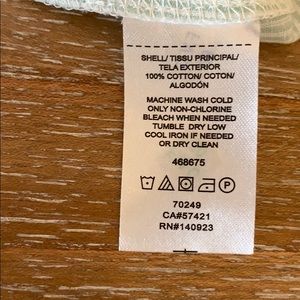 SHELL/ TISSU PRINCIPAL/
TELA EXTERIOR
100% COTTON/ COTON/
ALGODÓN
MACHINE WASH COLD
ONLY NON-CHLORINE
BLEACH WHEN NEEDED
TUMBLE DRY LOW
COOL IRON IF NEEDED
OR DRY CLEAN
468675
70249
CA#57421
RN#140923